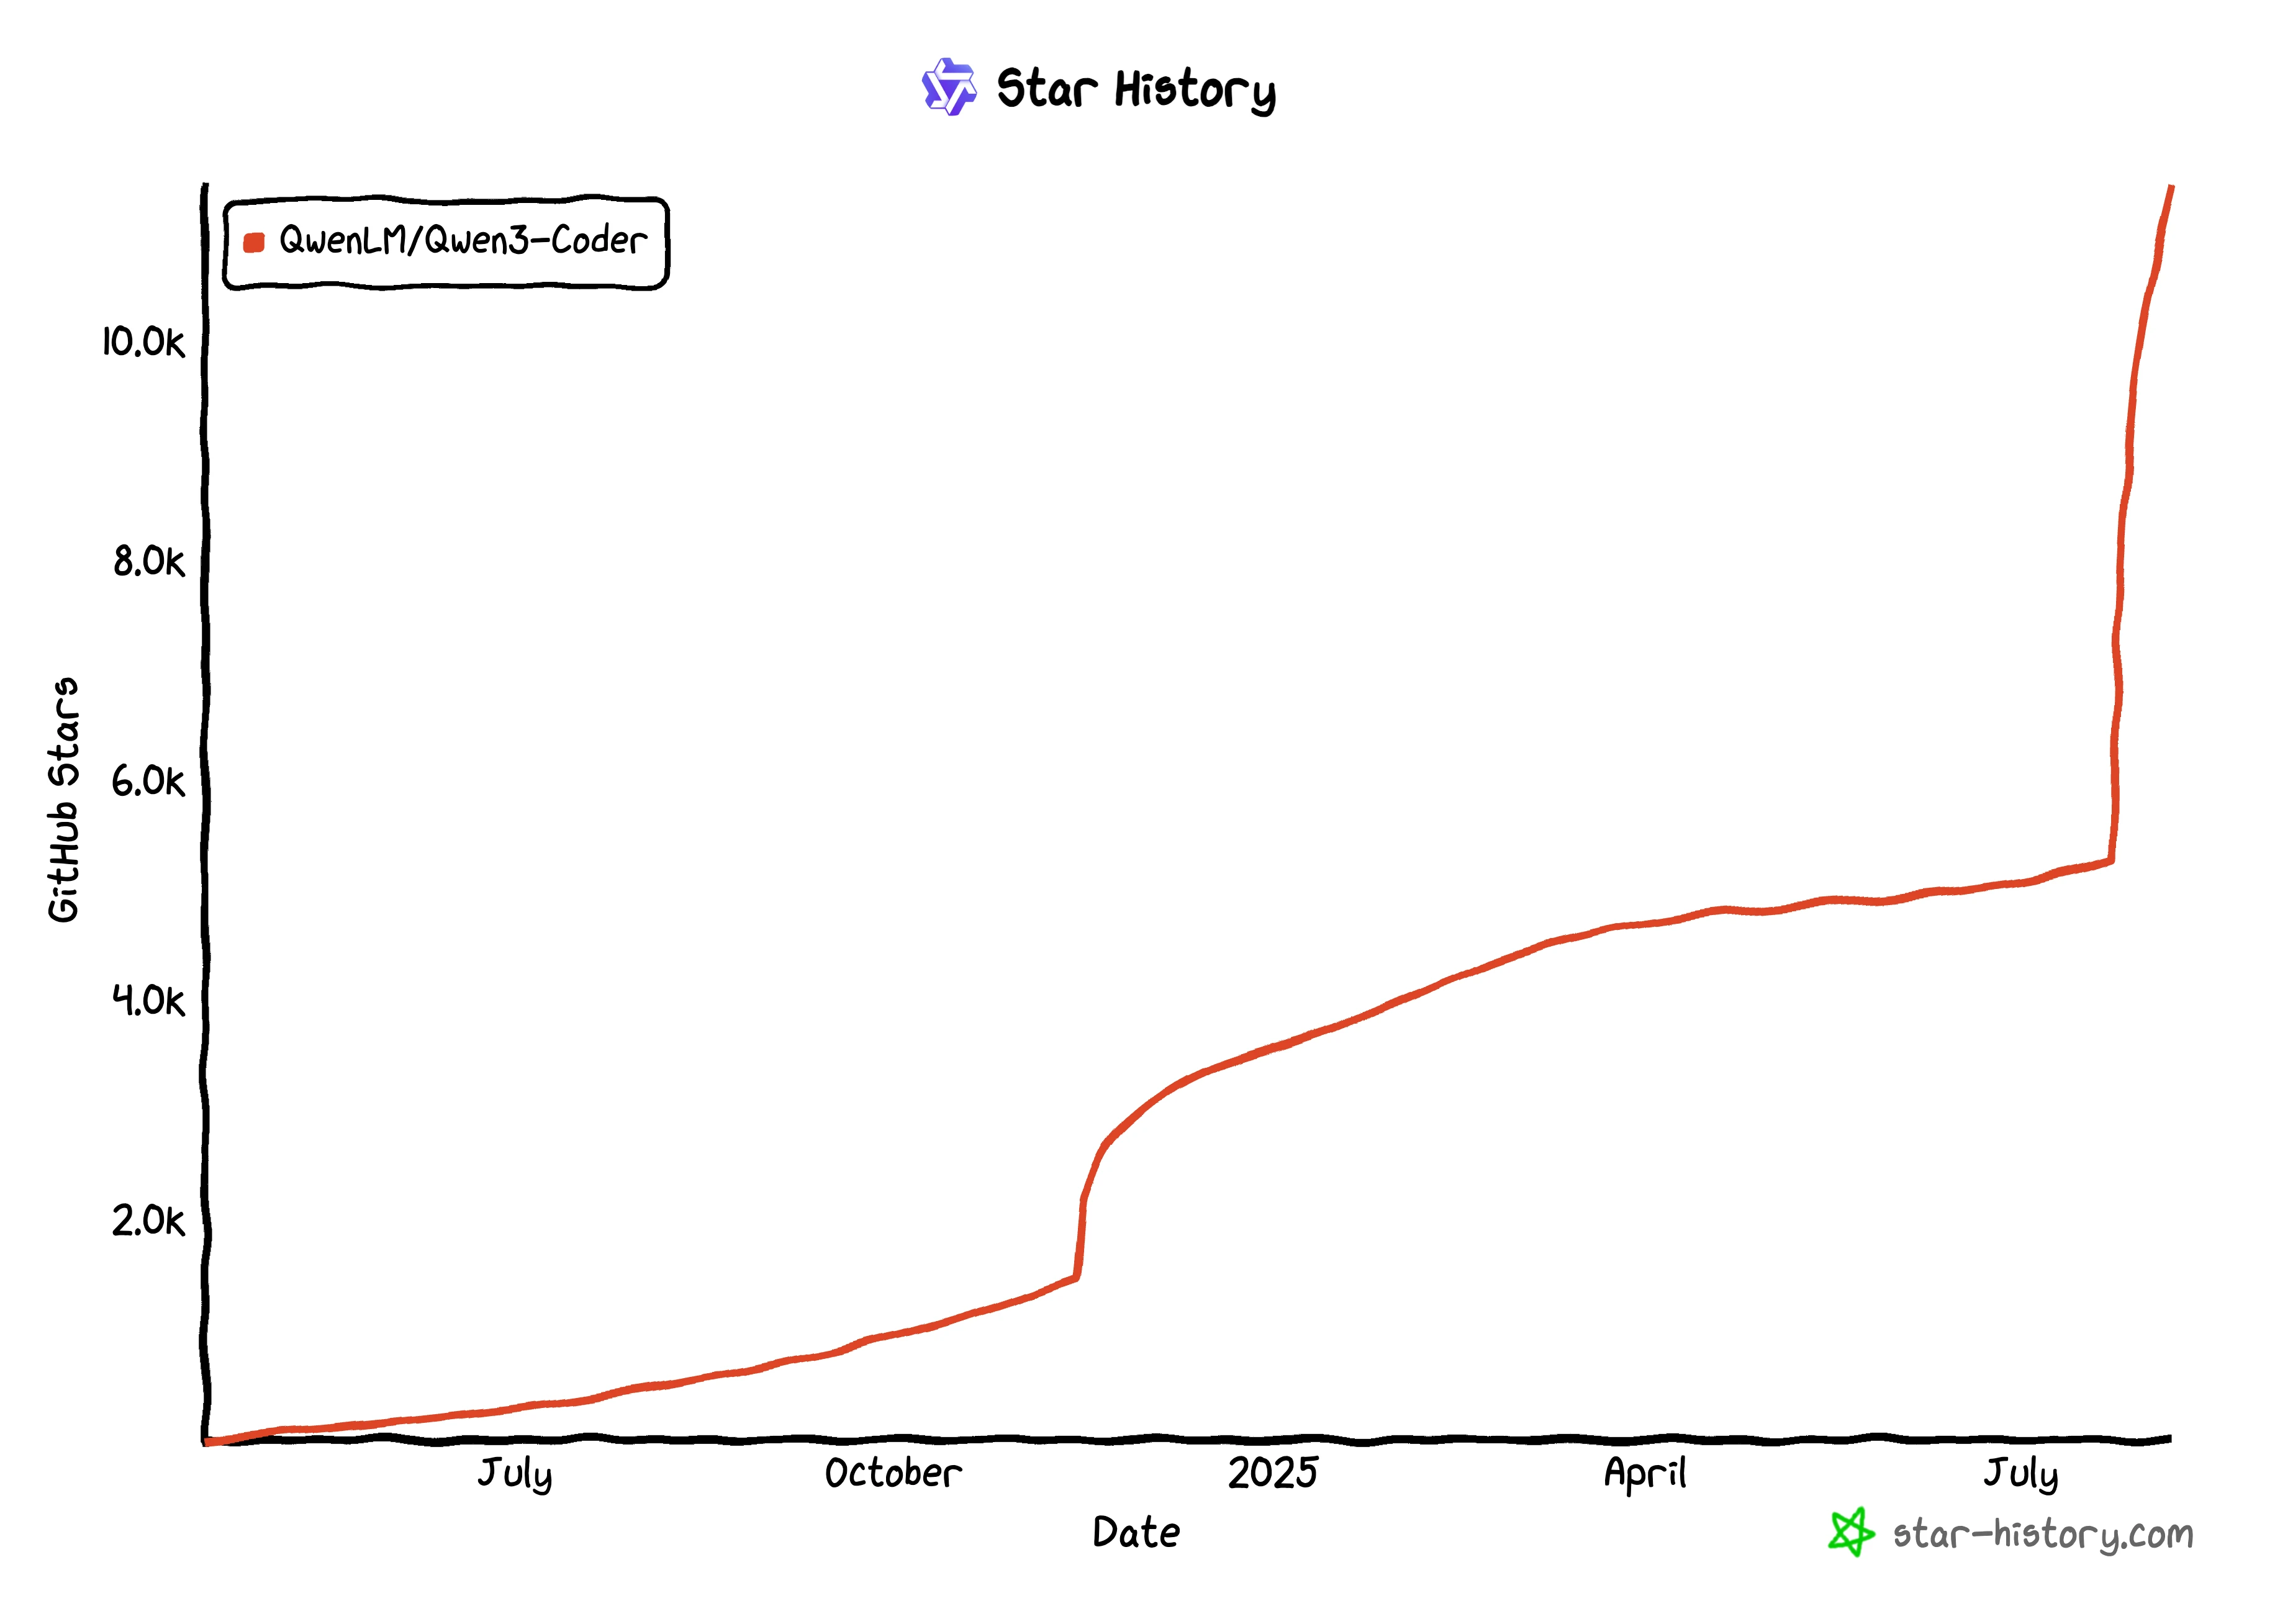 Star History
QwenLM/Qwen3-Coder
10.0K
8.0K
6.0K
4.0K
2.0K
GitHub Stars
July
October
2025
April
July
Date
star-history.com